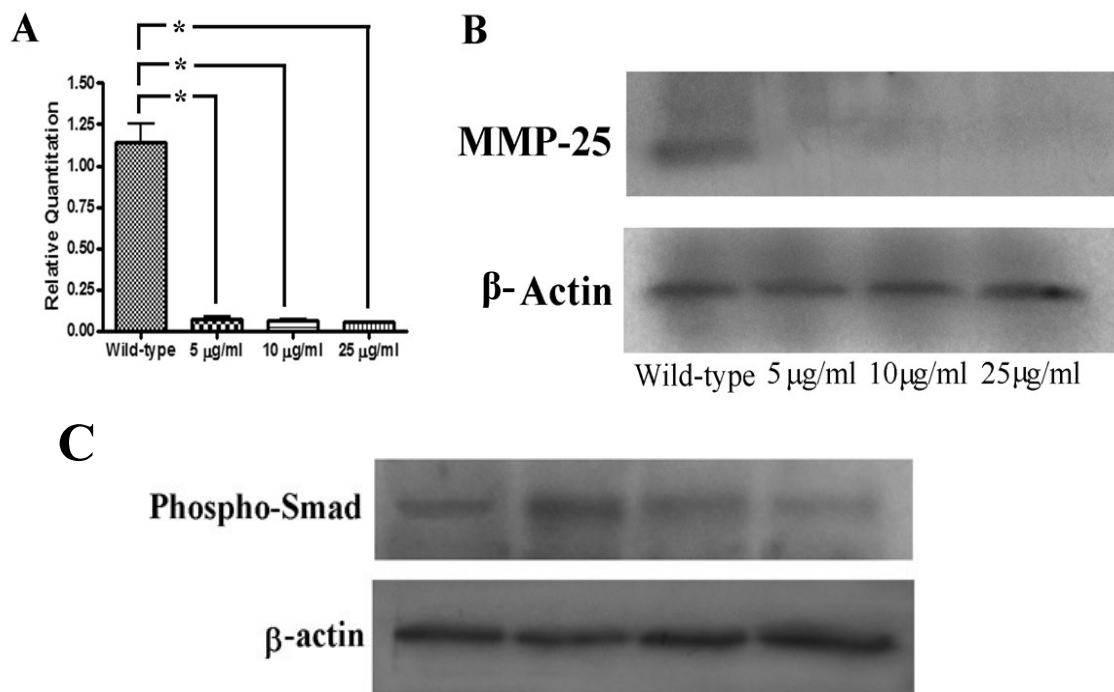 A
*
*
*
1.50
1.25
1.00
0.75
0.50
0.25
0.00
Relative Quantitation
Wild-type 5 μg/ml 10 μg/ml 25 μg/ml
B
MMP-25
β-Actin
Wild-type 5μg/ml 10μg/ml 25μg/ml
C
Phospho-Smad
β-actin